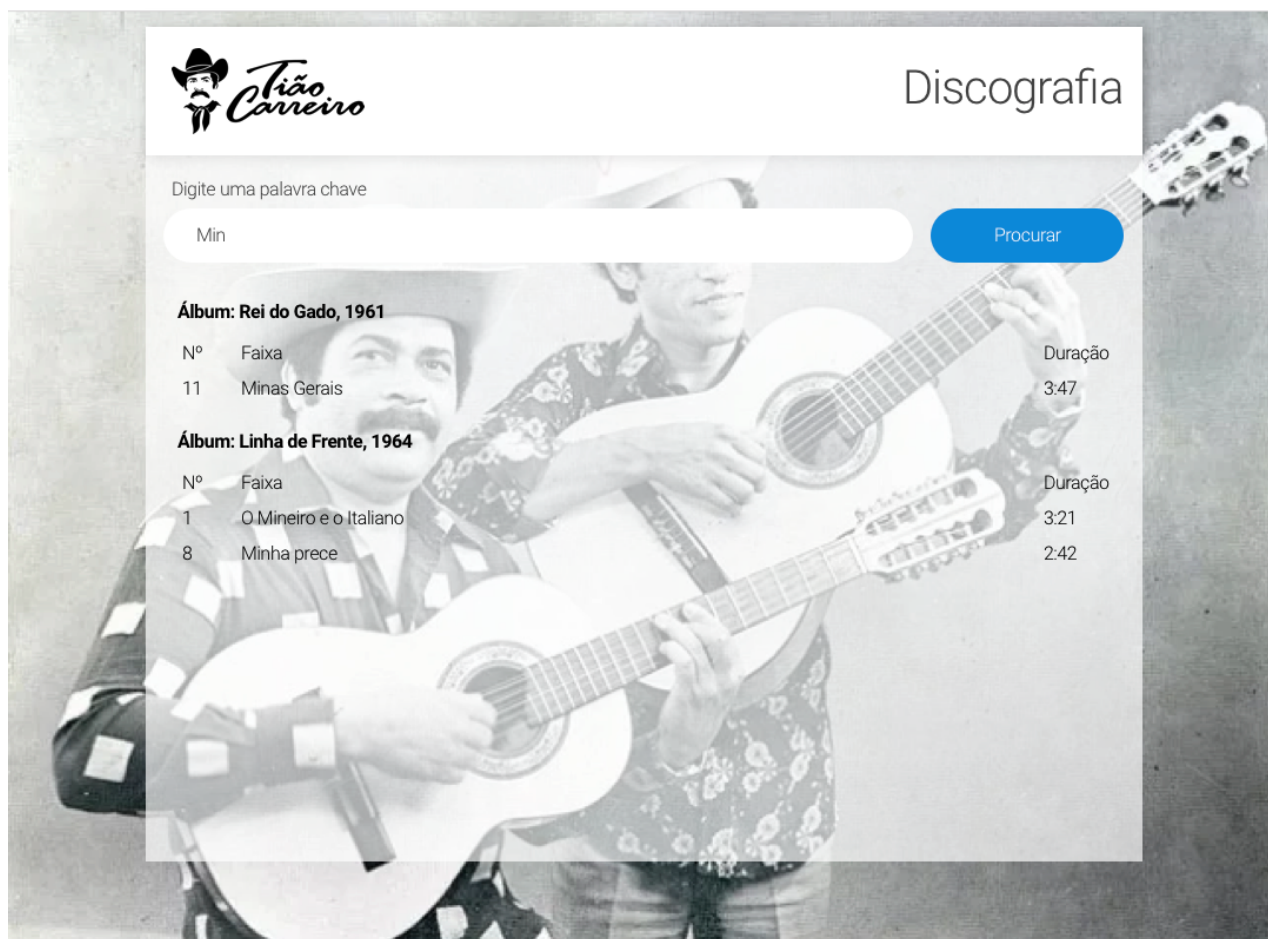 Tião
Carreiro
Discografia
Digite uma palavra chave
Min
Procurar
Álbum: Rei do Gado, 1961
Nº Faixa Duração
11 Minas Gerais 3:47
Álbum: Linha de Frente, 1964
Nº Faixa Duração
1 O Mineiro e o Italiano 3:21
8 Minha prece 2:42